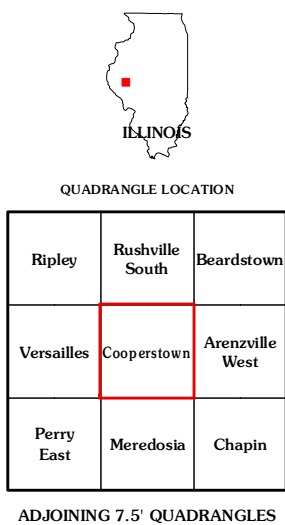 ILLINOIS
QUADRANGLE LOCATION
Ripley
Rushville
South
Beardstown
Versailles
Cooperstown
Arenzville
West
Perry
East
Meredosia
Chapin
ADJOINING 7.5' QUADRANGLES